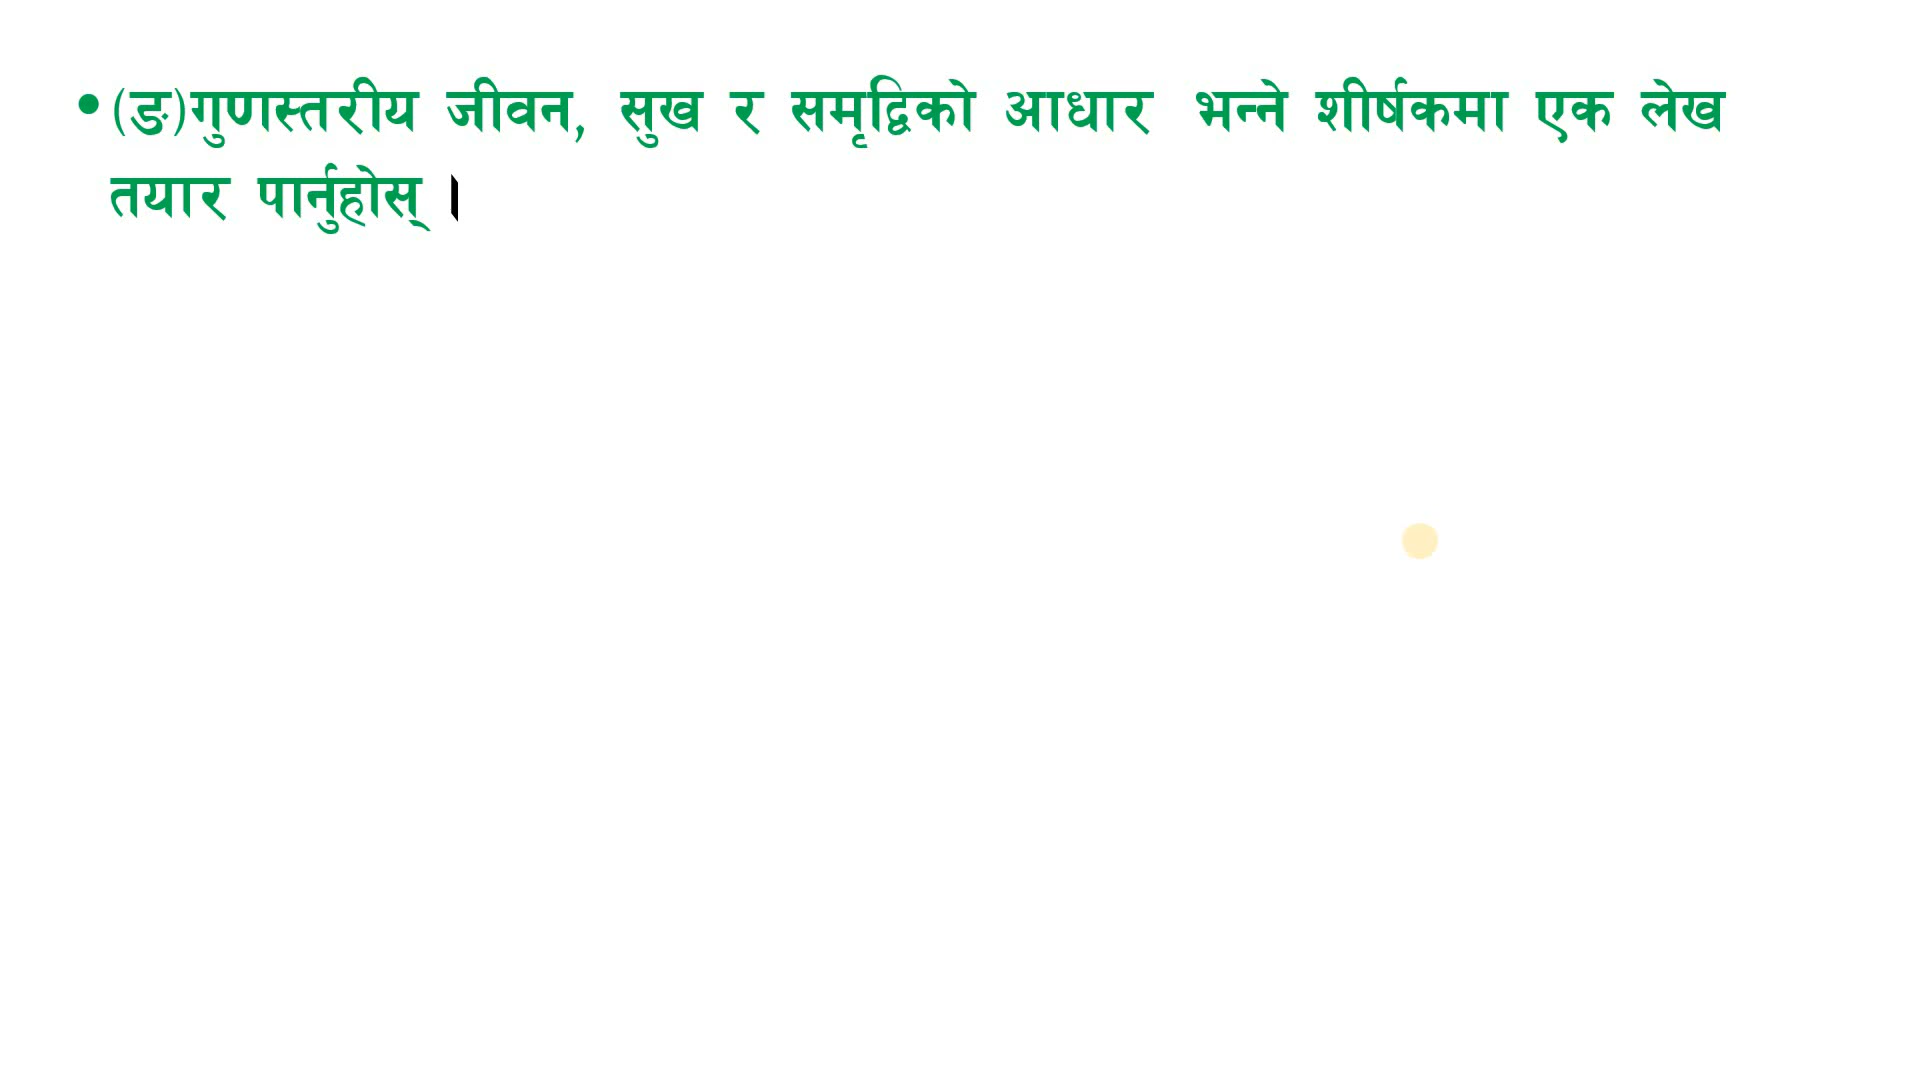 •(ङ)गुणस्तरीय जीवन, सुख र समृद्धिको आधार भन्ने शीर्षकमा एक लेख
तयार पार्नुहोस् ।